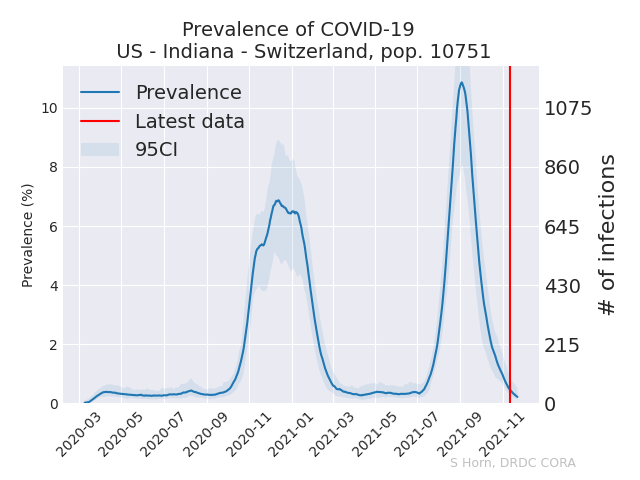 Prevalence of COVID-19
US - Indiana - Switzerland, pop. 10751
Prevalence
Latest data
95CI
Prevalence (%)
10
8
6
4
2
0
1075
860
645
430
215
0
# of infections
2020-03
2020-05
2020-07
2020-09
2020-11
2021-01
2021-03
2021-05
2021-07
2021-09
2021-11
S Horn, DRDC CORA